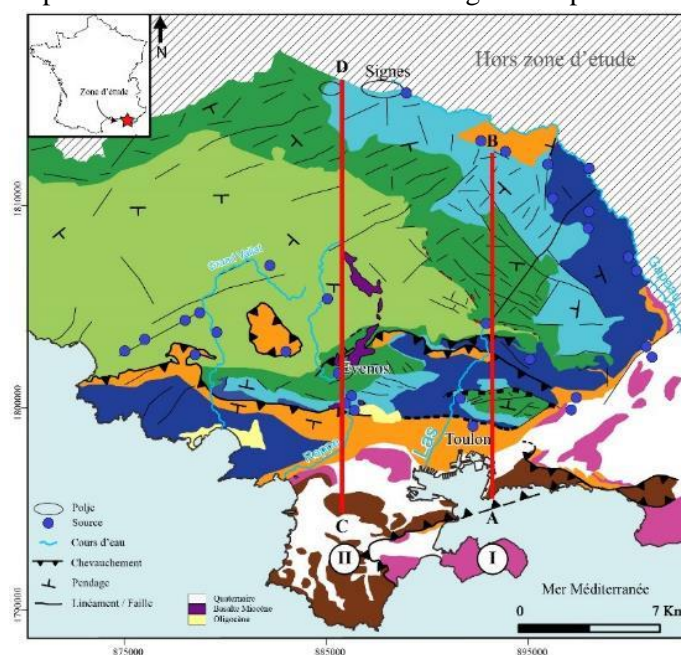 N
Zone d'étude
D
Signes
Hors zone d'étude
B
1810000
Grand Vallat
Gapeau
Evenos
1800000
Reppe
Las
Toulon
Polje
Source
Cours d'eau
Chevauchement
Pendage
Linéament / Faille
Quaternaire
Basalte Miocène
Oligocène
C
A
II
I
Mer Méditerranée
0 7 Km
1790000
875000 885000 895000